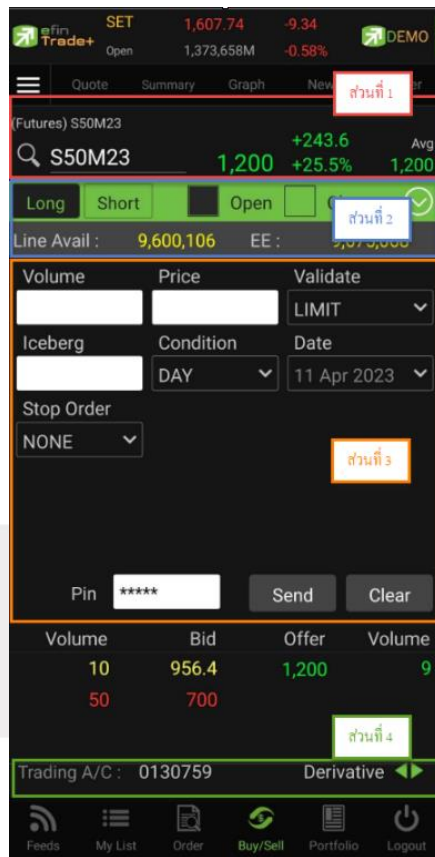 efin Trade+ SET 1,607.74 -9.34 DEMO
Open 1,373,658M -0.58%
Quote Summary Graph New ส่วนที่ 1
(Futures) S50M23
S50M23 1,200 +243.6 +25.5% Avg 1,200
Long Short Open ส่วนที่ 2
Line Avail : 9,600,106 EE :
Volume Price Validate
LIMIT
Iceberg Condition Date
DAY 11 Apr 2023
Stop Order
NONE
ส่วนที่ 3
Pin ***** Send Clear
Volume Bid Offer Volume
10 956.4 1,200 9
50 700
ส่วนที่ 4
Trading A/C : 0130759 Derivative
Feeds My List Order Buy/Sell Portfolio Logout